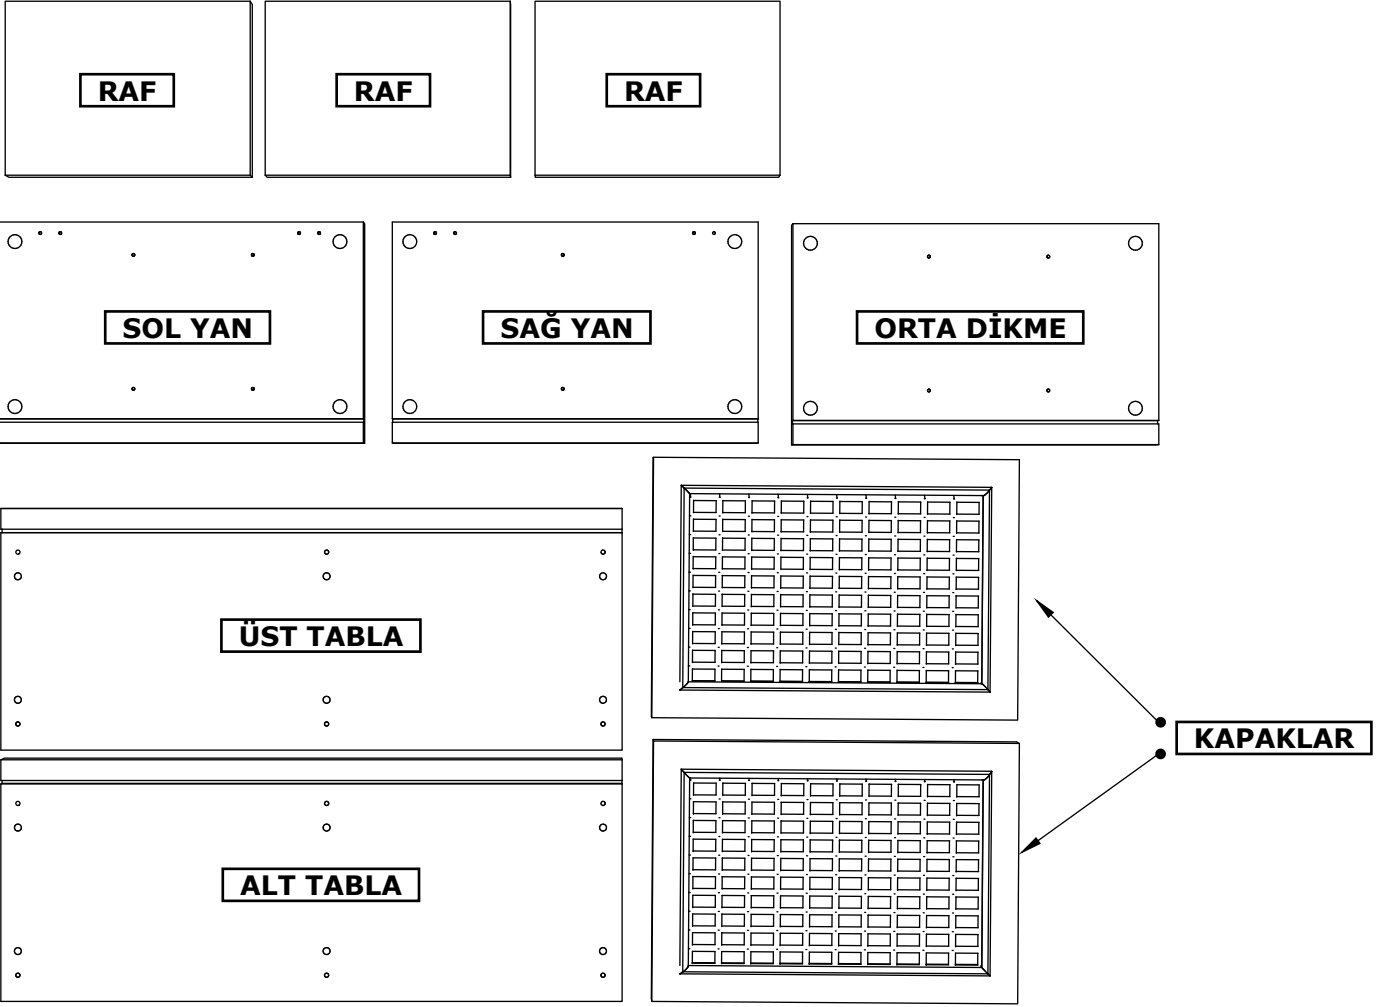 RAF
RAF
RAF
SOL YAN
SAĞ YAN
ORTA DİKME
ÜST TABLA
KAPAKLAR
ALT TABLA